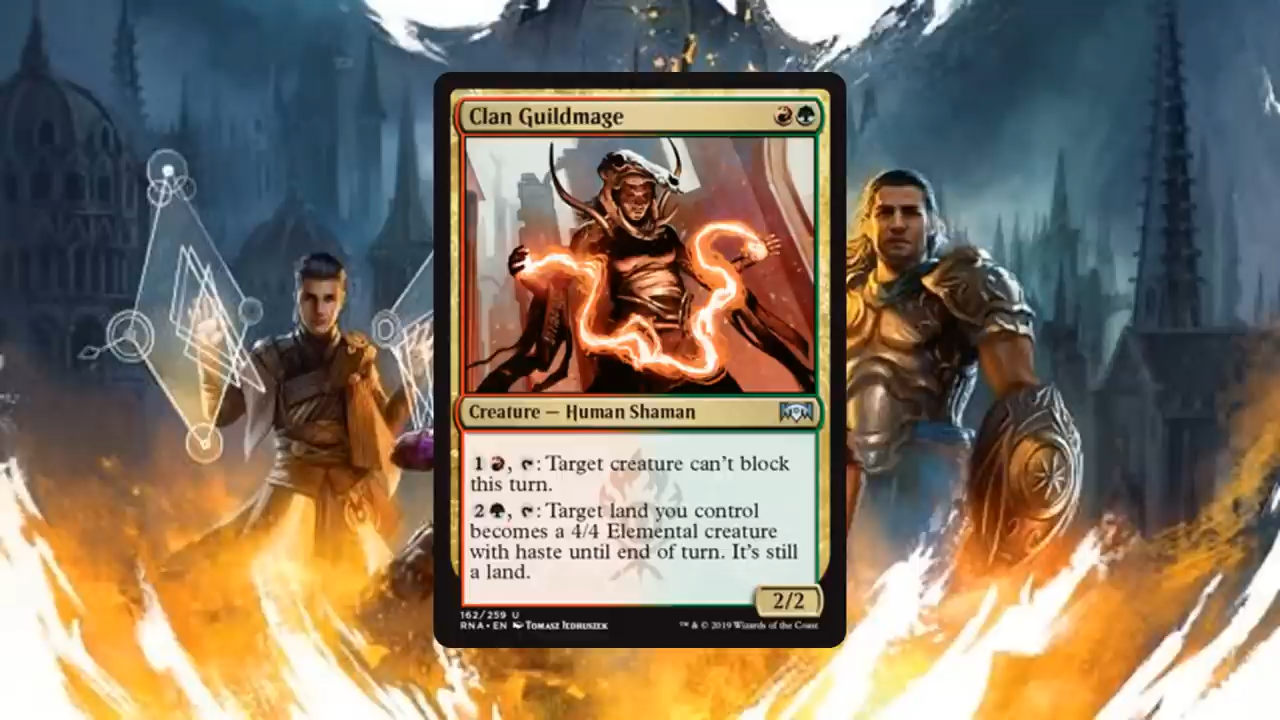 Clan Guildmage
Creature — Human Shaman
1 , : Target creature can't block
this turn.
2 , : Target land you control
becomes a 4/4 Elemental creature
with haste until end of turn. It's still
a land.
2/2
162/259 U
RNA • EN Tomasz Jedruszek
™ & © 2019 Wizards of the Coast